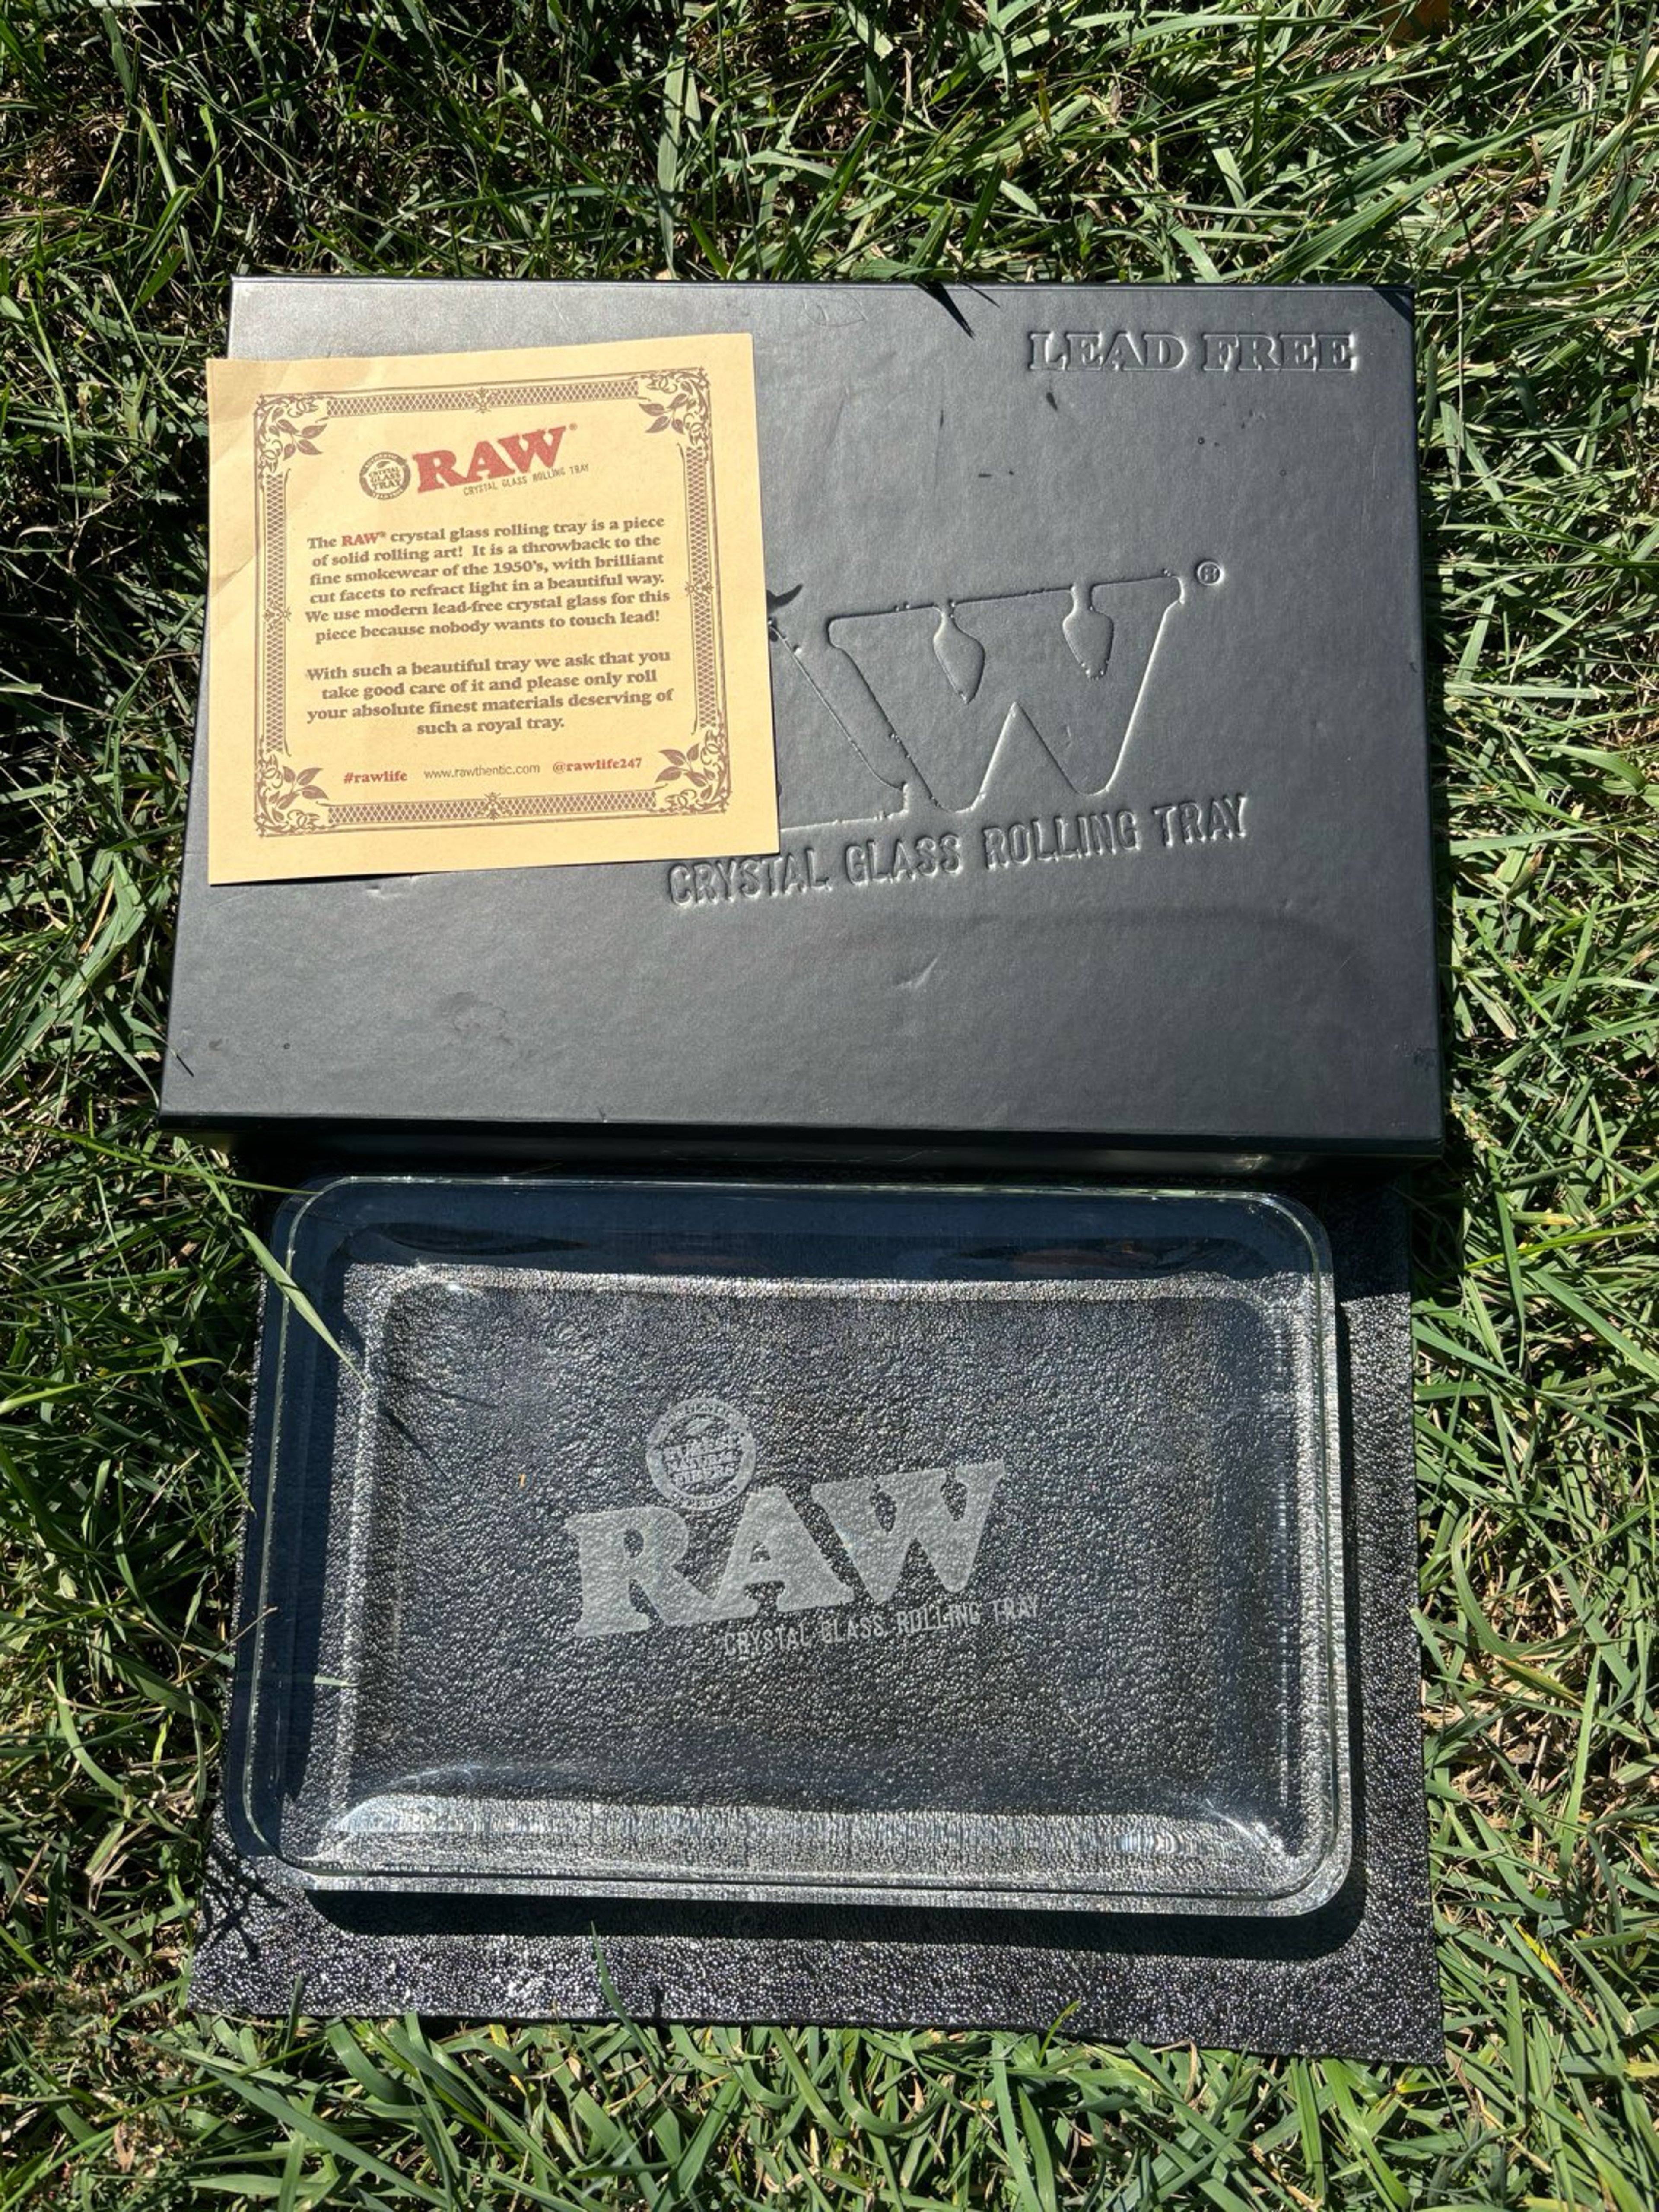 LEAD FREE
CRYSTAL
GLASS
TRAY
RAW®
CRYSTAL GLASS ROLLING TRAY
The RAW® crystal glass rolling tray is a piece
of solid rolling art! It is a throwback to the
fine smokewear of the 1950's, with brilliant
cut facets to refract light in a beautiful way.
We use modern lead-free crystal glass for this
piece because nobody wants to touch lead!
With such a beautiful tray we ask that you
take good care of it and please only roll
your absolute finest materials deserving of
such a royal tray.
#rawlife www.rawthentic.com @rawlife247
AW®
CRYSTAL GLASS ROLLING TRAY
RAW
CRYSTAL GLASS ROLLING TRAY